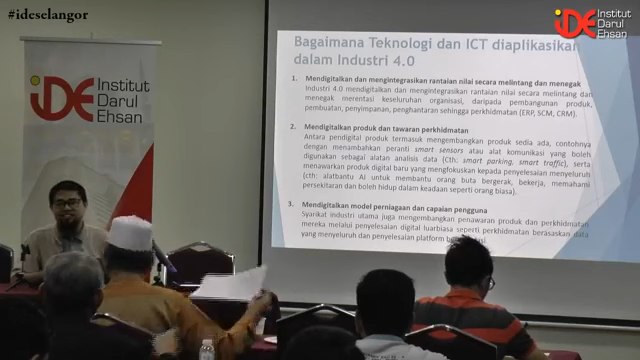 #ideselangor
iDE Institut
Darul
Ehsan
iDE Institut
Darul
Ehsan
Bagaimana Teknologi dan ICT diaplikasikan
dalam Industri 4.0
1. Mendigitalkan dan mengintegrasikan rantaian nilai secara melintang dan menegak
Industri 4.0 mendigitalkan dan mengintegrasikan rantaian nilai secara melintang dan
menegak merentasi keseluruhan organisasi, daripada pembangunan produk,
pembuatan, penyimpanan, penghantaran sehingga perkhidmatan (ERP, SCM, CRM).
2. Mendigitalkan produk dan tawaran perkhidmatan
Antara pendigital produk termasuk mengembangkan produk sedia ada, contohnya
dengan menambahkan peranti smart sensors atau alat komunikasi yang boleh
digunakan sebagai alatan analisis data (Cth: smart parking, smart traffic), serta
menawarkan produk digital baru yang mengfokuskan kepada penyelesaian menyeluruh
(cth: alatbantu AI untuk membantu orang buta bergerak, bekerja, memahami
persekitaran dan boleh hidup dalam keadaan seperti orang biasa).
3. Mendigitalkan model perniagaan dan capaian pengguna
Syarikat industri utama juga mengembangkan penawaran produk dan perkhidmatan
mereka melalui penyelesaian digital luarbiasa seperti perkhidmatan berasaskan data
yang menyeluruh dan penyelesaian platform